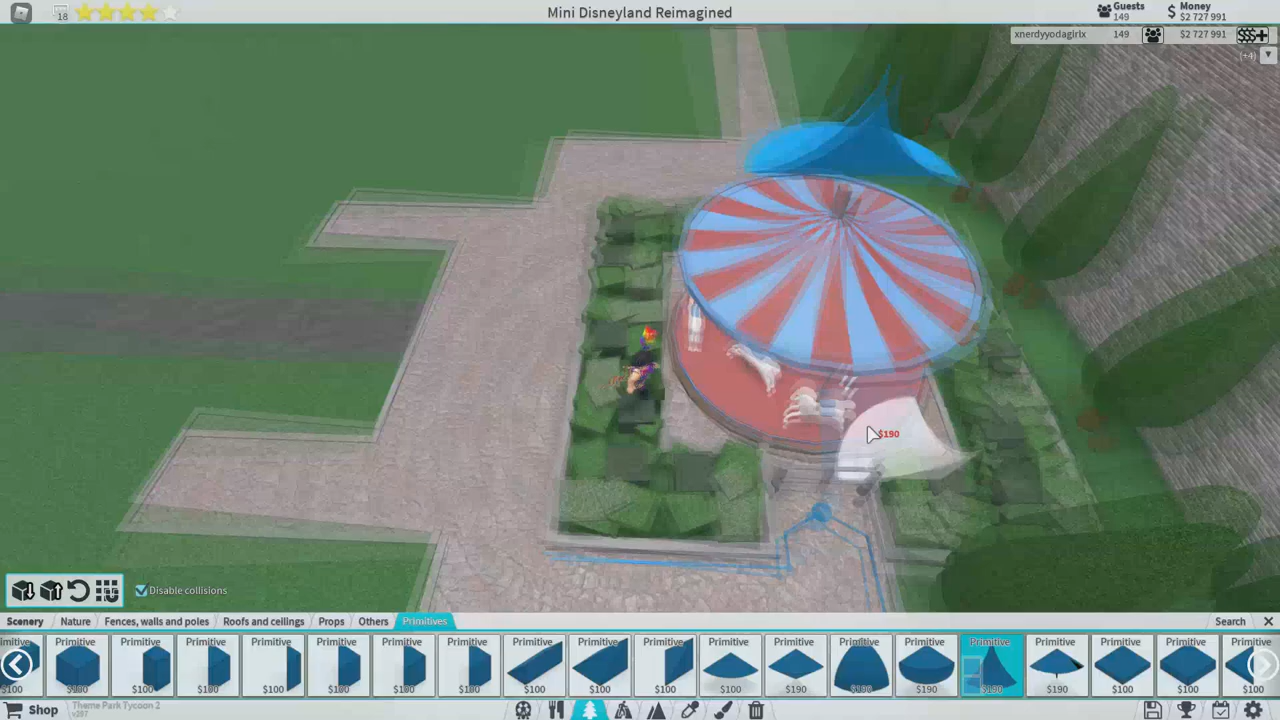 18
Mini Disneyland Reimagined
Guests
149
Money
$2 727 991
xnerdyyodagirlx 149 $2 727 991 $$$+
(+4)
$190
Disable collisions
Scenery Nature Fences, walls and poles Roofs and ceilings Props Others Primitives Search
Primitive Primitive Primitive Primitive Primitive Primitive Primitive Primitive Primitive Primitive Primitive Primitive Primitive Primitive Primitive Primitive Primitive Primitive
$100 $100 $100 $100 $100 $100 $100 $100 $100 $100 $100 $190 $190 $190 $190 $100 $100
Shop
Theme Park Tycoon 2
v287